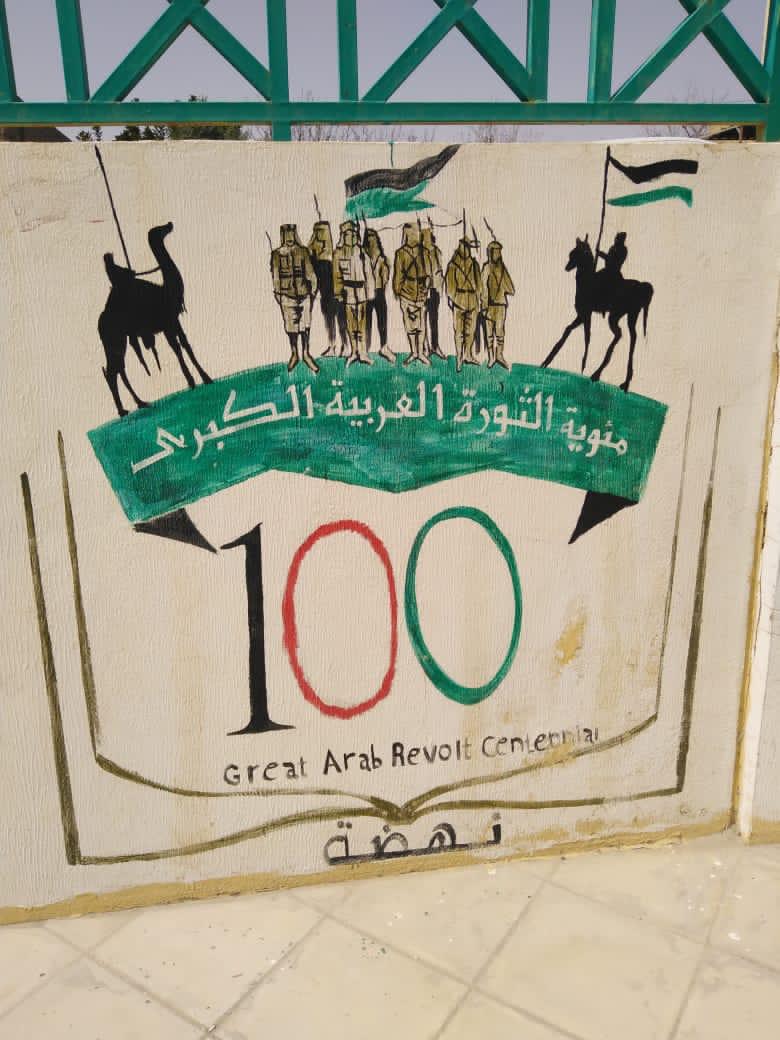 مئوية الثورة العربية الكبرى
100
Great Arab Revolt Centennial
نهضة